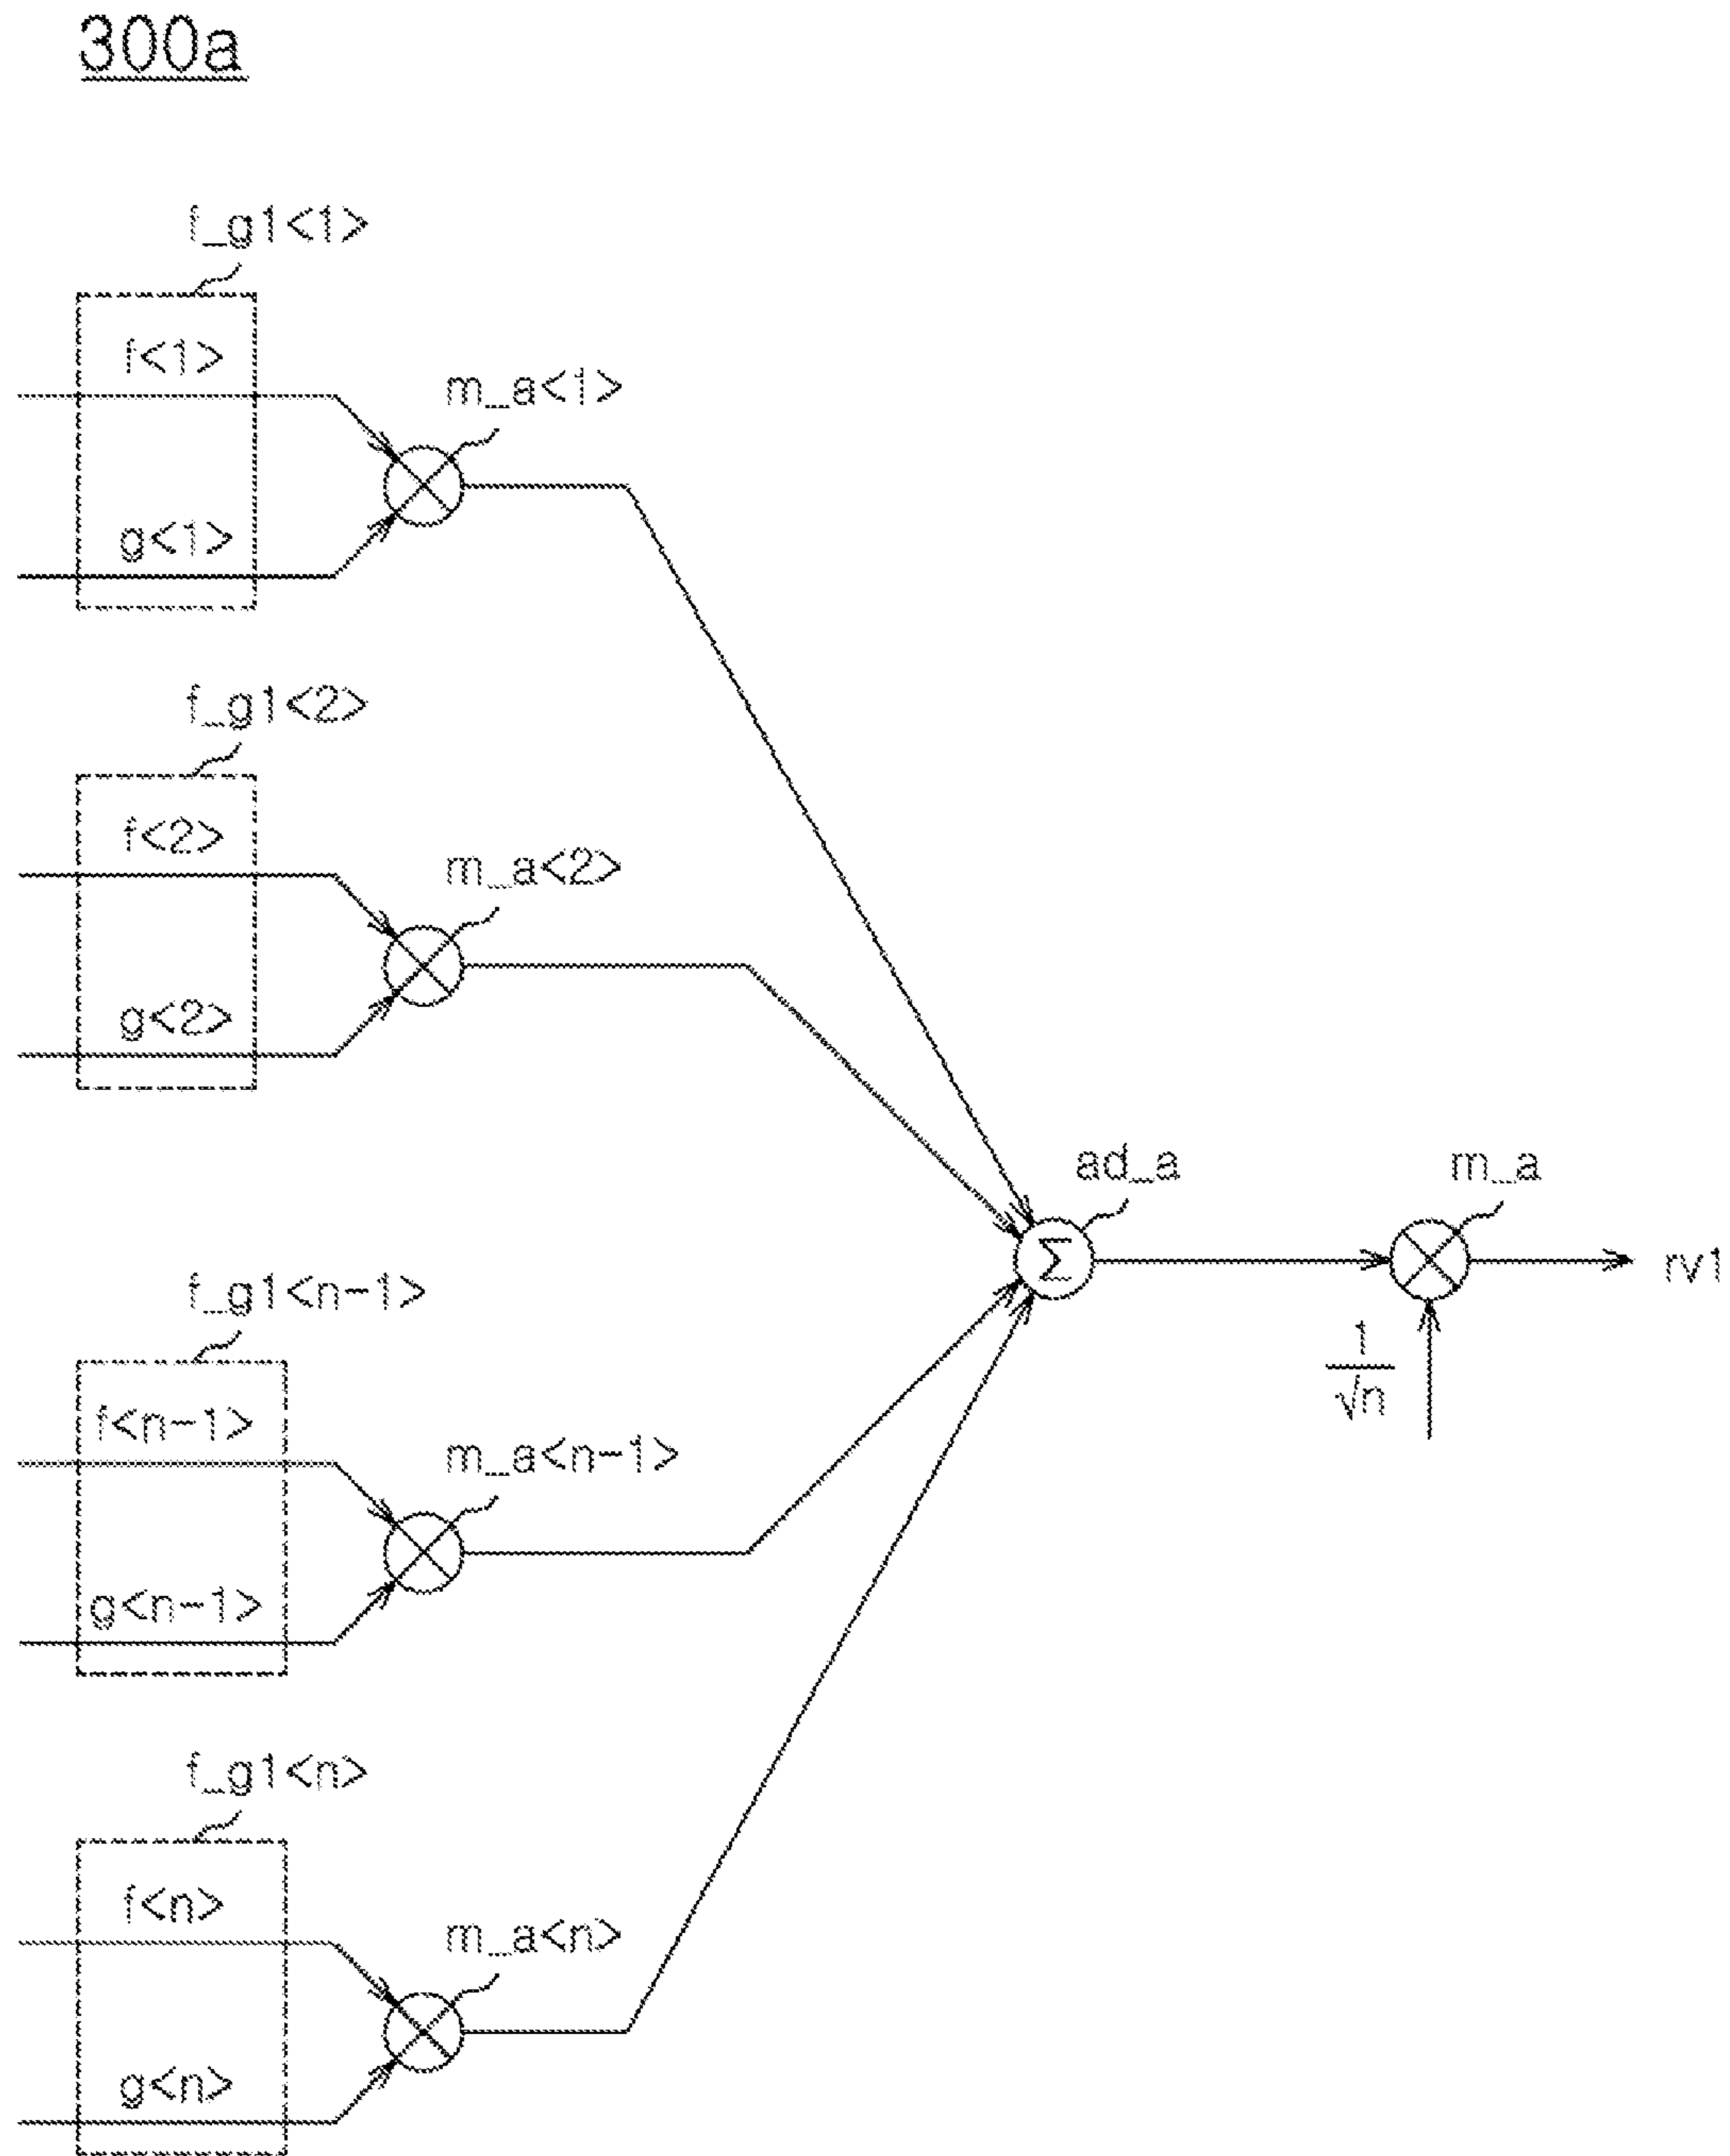 300a
f_g1<1>
f<1>
m_a<1>
g<1>
f_g1<2>
f<2>
m_a<2>
g<2>
ad_a
m_a
Σ
rv1
f_g1<n-1>
1
√n
f<n-1>
m_a<n-1>
g<n-1>
f_g1<n>
f<n>
m_a<n>
g<n>